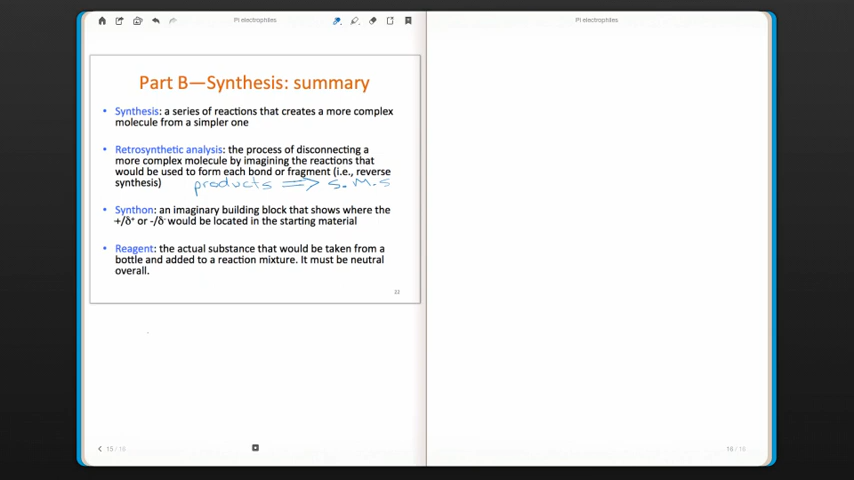 PI electrophiles
PI electrophiles
Part B—Synthesis: summary
• Synthesis: a series of reactions that creates a more complex
molecule from a simpler one
• Retrosynthetic analysis: the process of disconnecting a
more complex molecule by imagining the reactions that
would be used to form each bond or fragment (i.e., reverse
synthesis) products ⟹ S.M.S
• Synthon: an imaginary building block that shows where the
+/δ⁺ or -/δ⁻ would be located in the starting material
• Reagent: the actual substance that would be taken from a
bottle and added to a reaction mixture. It must be neutral
overall.
15 / 16
16 / 16